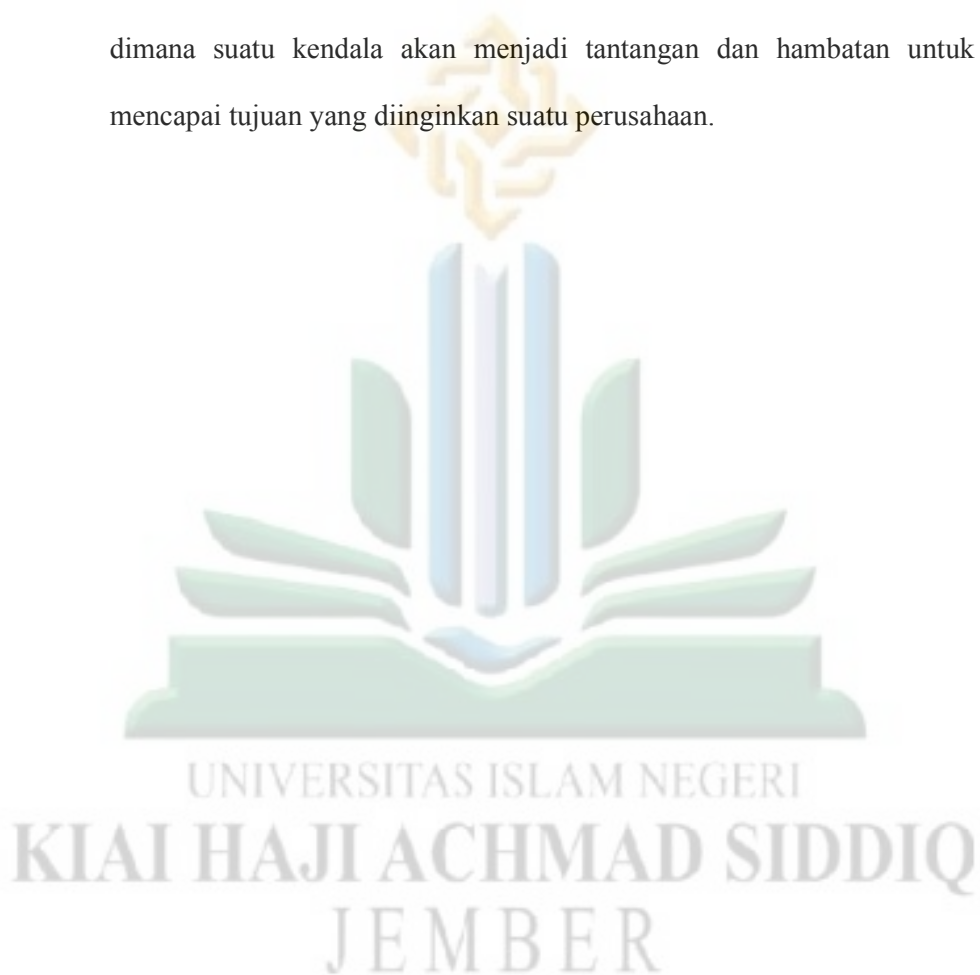 dimana suatu kendala akan menjadi tantangan dan hambatan untuk
mencapai tujuan yang diinginkan suatu perusahaan.
UNIVERSITAS ISLAM NEGERI
KIAI HAJI ACHMAD SIDDIQ
JEMBER